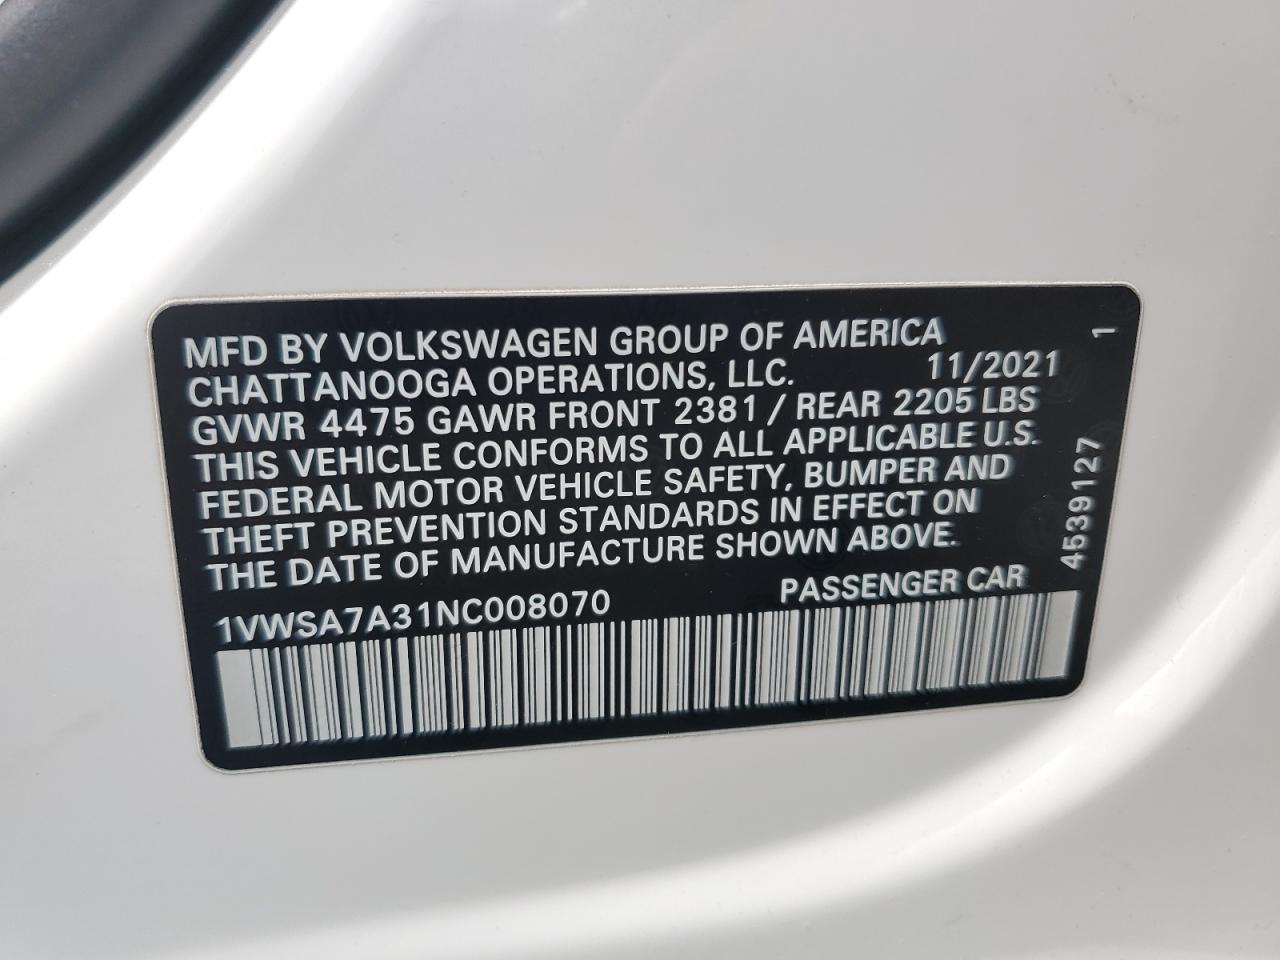 MFD BY VOLKSWAGEN GROUP OF AMERICA
CHATTANOOGA OPERATIONS, LLC. 11/2021
GVWR 4475 GAWR FRONT 2381 / REAR 2205 LBS
THIS VEHICLE CONFORMS TO ALL APPLICABLE U.S.
FEDERAL MOTOR VEHICLE SAFETY, BUMPER AND
THEFT PREVENTION STANDARDS IN EFFECT ON
THE DATE OF MANUFACTURE SHOWN ABOVE.
1VWSA7A31NC008070 PASSENGER CAR
4539127 1